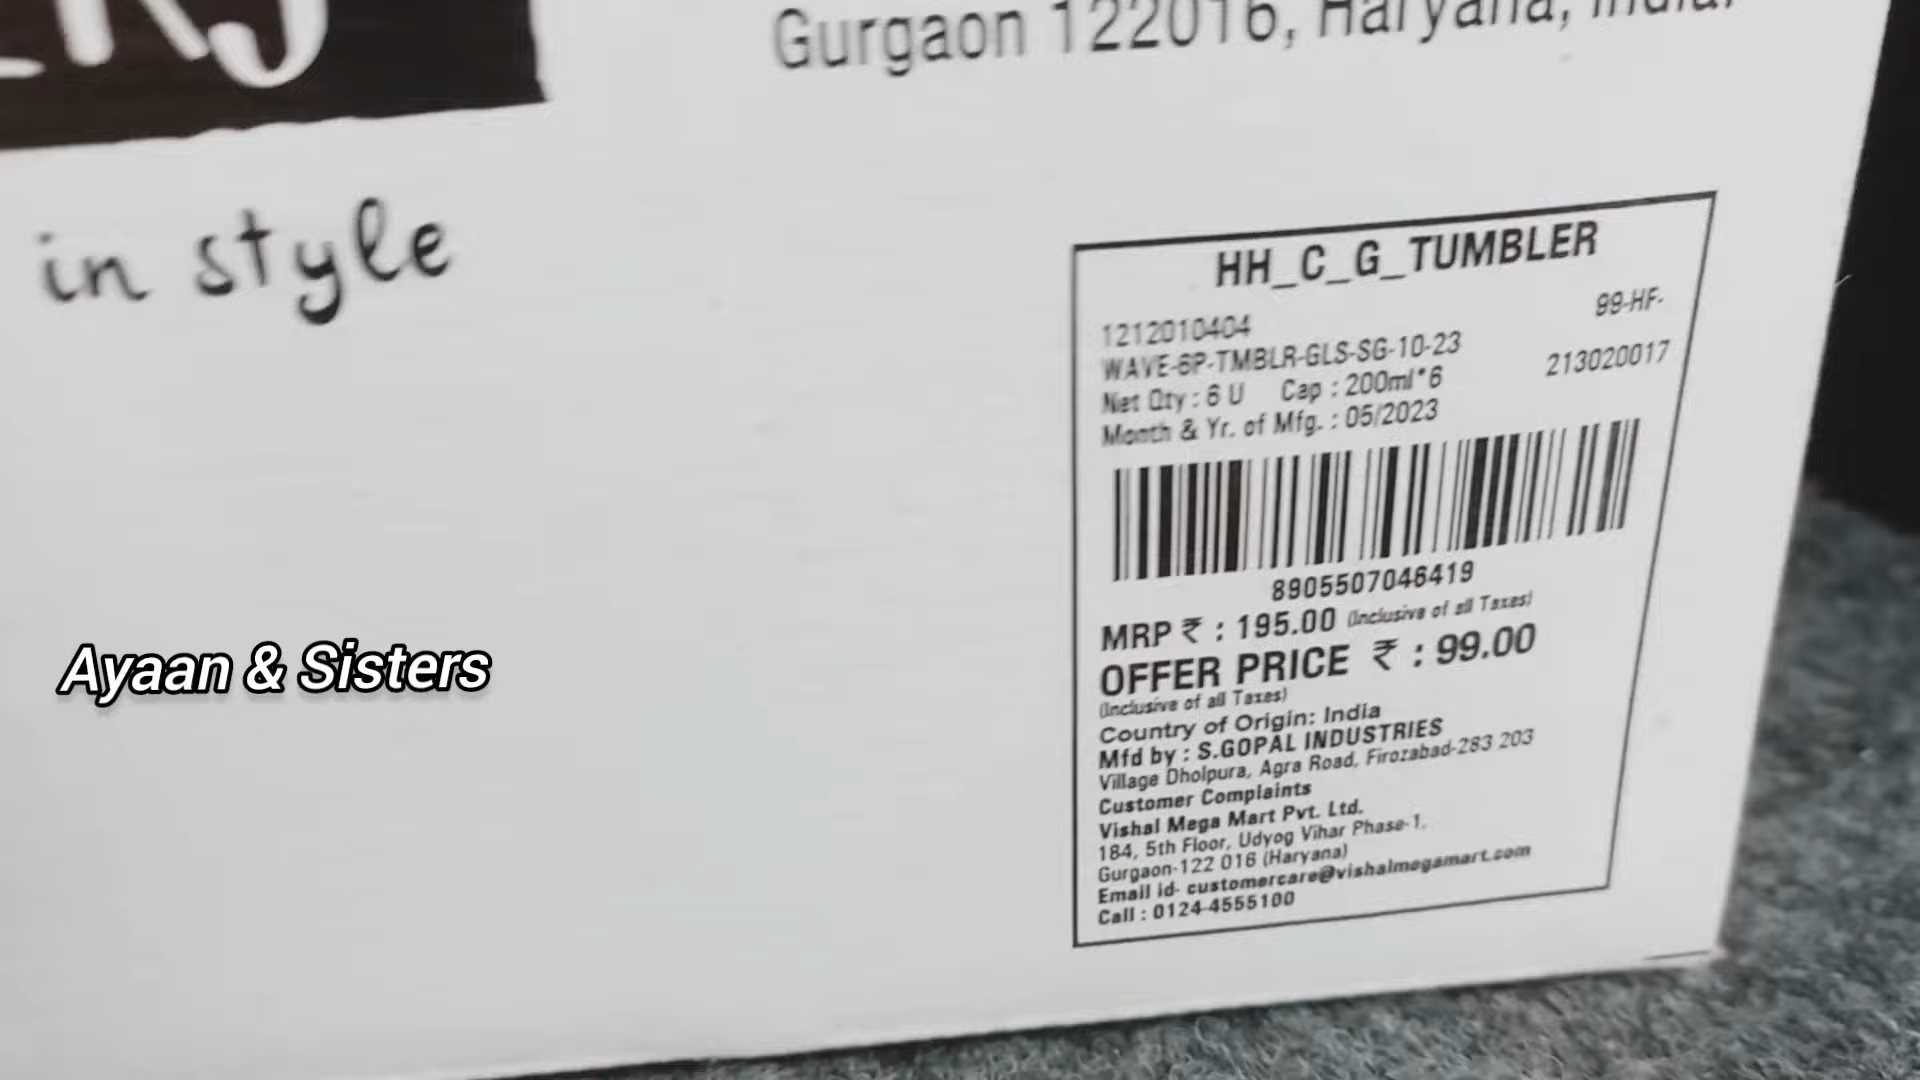 Gurgaon 122016, Haryana, India.
in style
HH_C_G_TUMBLER
99-HF-
1212010404
WAVE-6P-TMBLR-GLS-SG-10-23
213020017
Net Qty : 6 U Cap : 200ml*6
Month & Yr. of Mfg. : 05/2023
8905507046419
MRP ₹ : 195.00 (Inclusive of all Taxes)
OFFER PRICE ₹ : 99.00
(Inclusive of all Taxes)
Country of Origin: India
Mfd by : S.GOPAL INDUSTRIES
Village Dholpura, Agra Road, Firozabad-283 203
Customer Complaints
Vishal Mega Mart Pvt. Ltd.
184, 5th Floor, Udyog Vihar Phase-1,
Gurgaon-122 016 (Haryana)
Email id- customercare@vishalmegamart.com
Call : 0124-4555100
Ayaan & Sisters